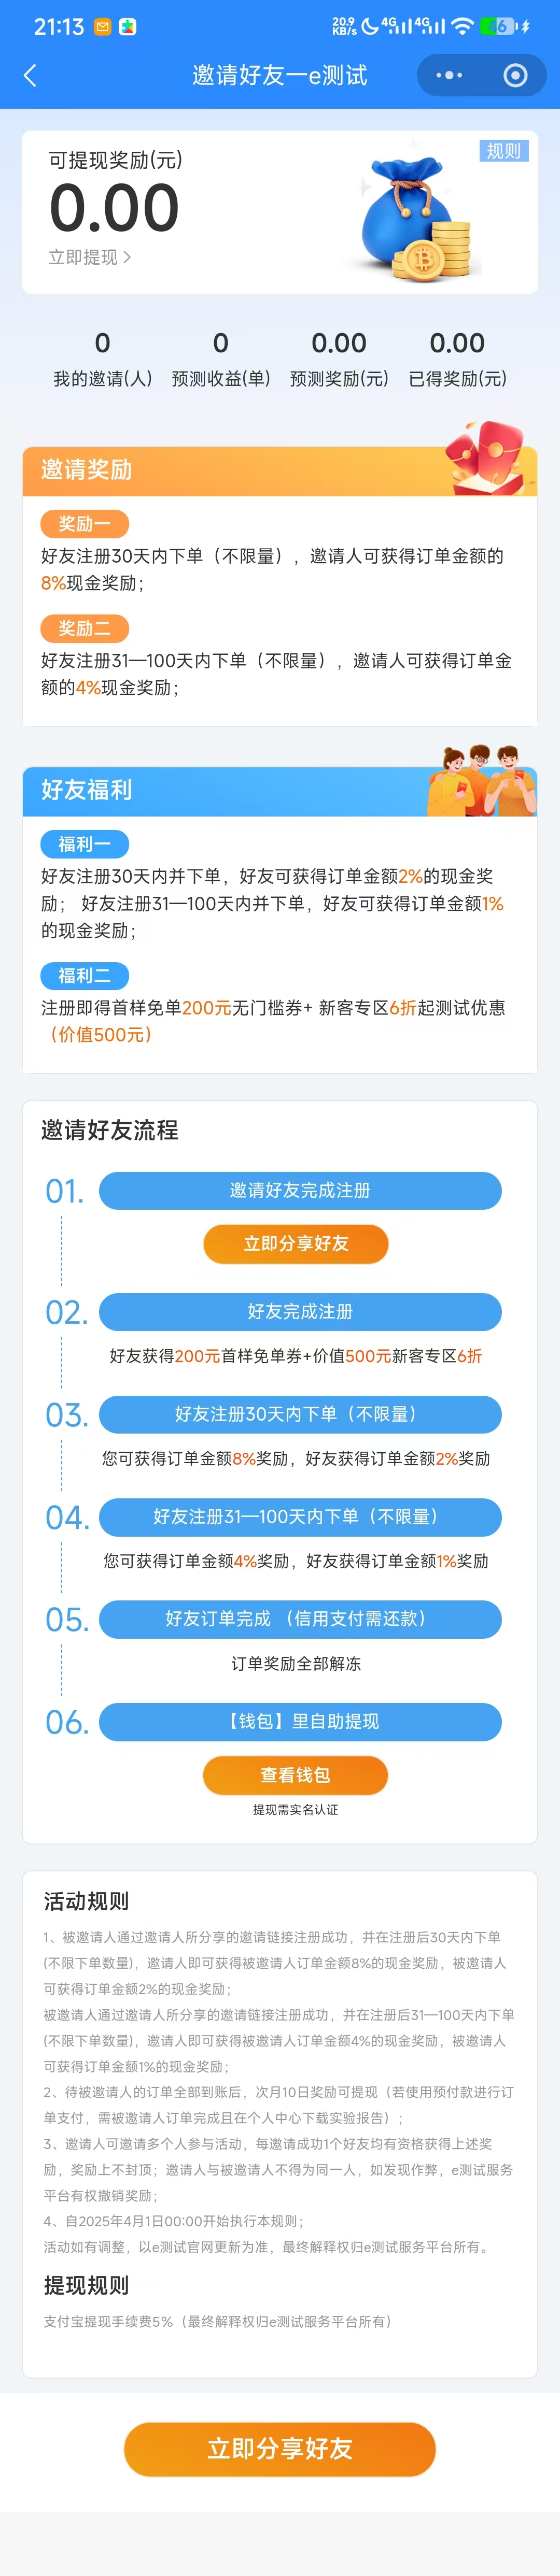 21:13
20.9
KB/s
4G
4G
邀请好友一e测试
可提现奖励(元)
规则
0.00
立即提现 >
0
0
0.00
0.00
我的邀请(人)
预测收益(单)
预测奖励(元)
已得奖励(元)
邀请奖励
奖励一
好友注册30天内下单（不限量），邀请人可获得订单金额的
8%现金奖励；
奖励二
好友注册31—100天内下单（不限量），邀请人可获得订单金
额的4%现金奖励；
好友福利
福利一
好友注册30天内并下单，好友可获得订单金额2%的现金奖
励； 好友注册31—100天内并下单，好友可获得订单金额1%
的现金奖励；
福利二
注册即得首样免单200元无门槛券+ 新客专区6折起测试优惠
（价值500元）
邀请好友流程
01.
邀请好友完成注册
立即分享好友
02.
好友完成注册
好友获得200元首样免单券+价值500元新客专区6折
03.
好友注册30天内下单（不限量）
您可获得订单金额8%奖励，好友获得订单金额2%奖励
04.
好友注册31—100天内下单（不限量）
您可获得订单金额4%奖励，好友获得订单金额1%奖励
05.
好友订单完成 （信用支付需还款）
订单奖励全部解冻
06.
【钱包】里自助提现
查看钱包
提现需实名认证
活动规则
1、被邀请人通过邀请人所分享的邀请链接注册成功，并在注册后30天内下单
(不限下单数量)，邀请人即可获得被邀请人订单金额8%的现金奖励，被邀请人
可获得订单金额2%的现金奖励；
被邀请人通过邀请人所分享的邀请链接注册成功，并在注册后31—100天内下单
(不限下单数量)，邀请人即可获得被邀请人订单金额4%的现金奖励，被邀请人
可获得订单金额1%的现金奖励；
2、待被邀请人的订单全部到账后，次月10日奖励可提现（若使用预付款进行订
单支付，需被邀请人订单完成且在个人中心下载实验报告）；
3、邀请人可邀请多个人参与活动，每邀请成功1个好友均有资格获得上述奖
励，奖励上不封顶；邀请人与被邀请人不得为同一人，如发现作弊，e测试服务
平台有权撤销奖励；
4、自2025年4月1日00:00开始执行本规则；
活动如有调整，以e测试官网更新为准，最终解释权归e测试服务平台所有。
提现规则
支付宝提现手续费5%（最终解释权归e测试服务平台所有）
立即分享好友